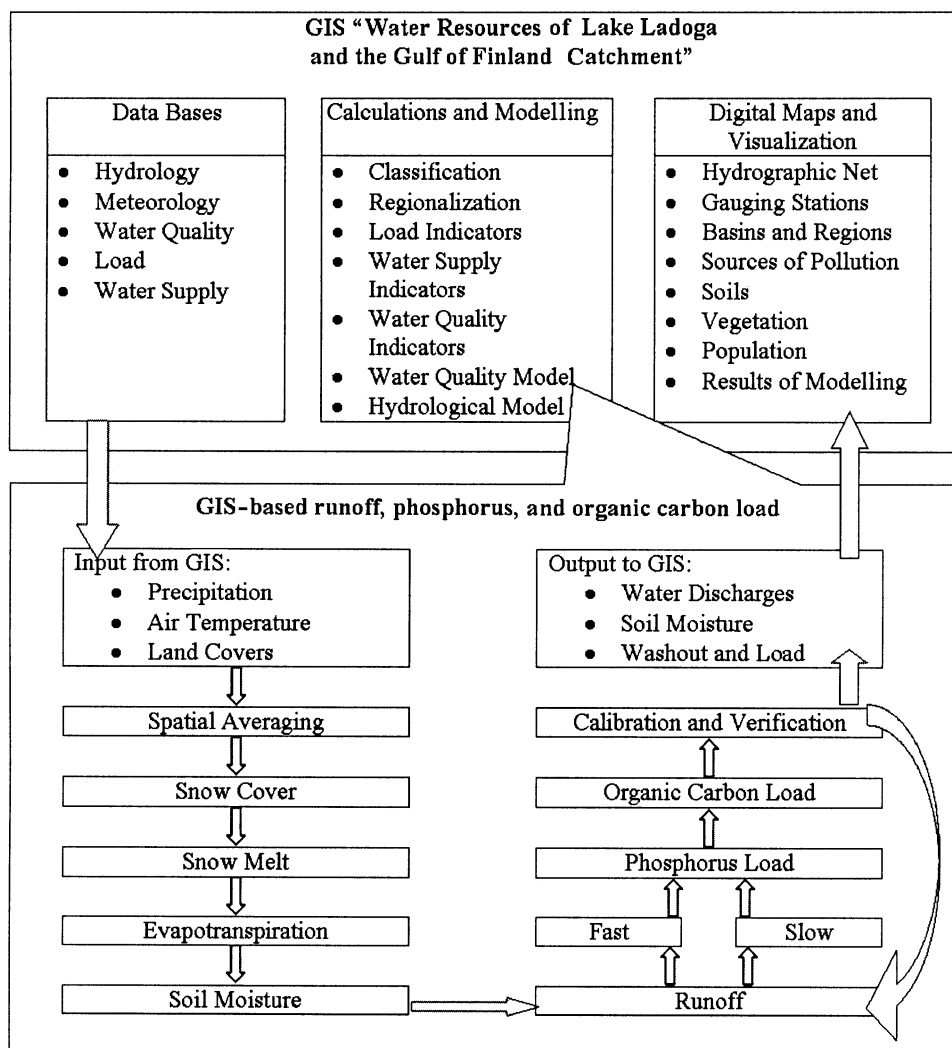 GIS “Water Resources of Lake Ladoga
and the Gulf of Finland Catchment”
Data Bases
● Hydrology
● Meteorology
● Water Quality
● Load
● Water Supply
Calculations and Modelling
● Classification
● Regionalization
● Load Indicators
● Water Supply
Indicators
● Water Quality
Indicators
● Water Quality Model
● Hydrological Model
Digital Maps and
Visualization
● Hydrographic Net
● Gauging Stations
● Basins and Regions
● Sources of Pollution
● Soils
● Vegetation
● Population
● Results of Modelling
GIS-based runoff, phosphorus, and organic carbon load
Input from GIS:
● Precipitation
● Air Temperature
● Land Covers
Spatial Averaging
Snow Cover
Snow Melt
Evapotranspiration
Soil Moisture
Output to GIS:
● Water Discharges
● Soil Moisture
● Washout and Load
Calibration and Verification
Organic Carbon Load
Phosphorus Load
Fast
Slow
Runoff